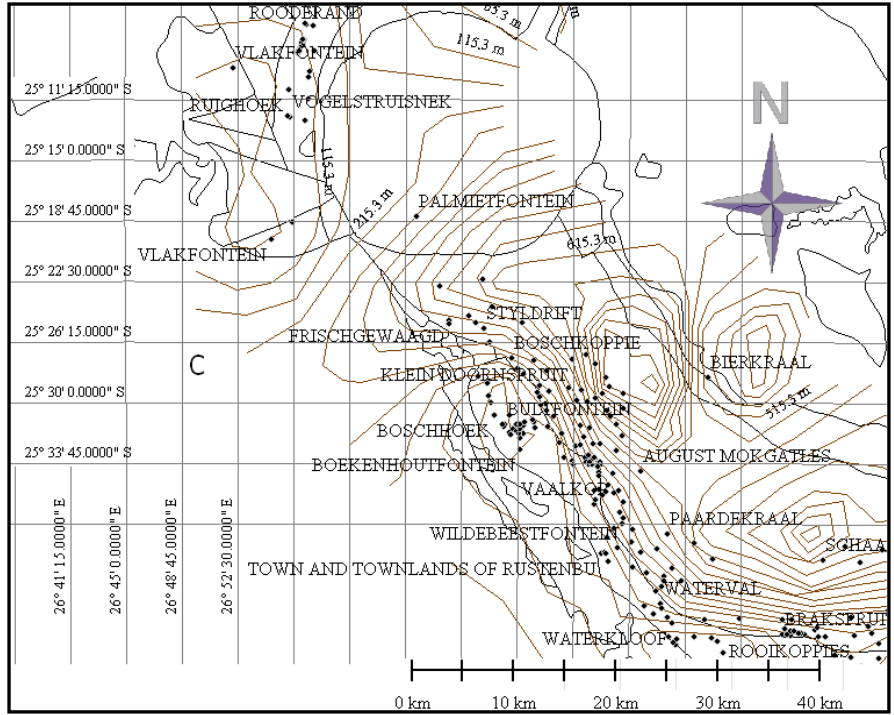 ROODERAND
65.3 m
m
115.3 m
VLAKFONTEIN
25° 11' 15.0000" S
RUIGHOEK
VOGELSTRUISNEK
N
25° 15' 0.0000" S
115.3 m
25° 18' 45.0000" S
215.3 m
PALMIETFONTEIN
VLAKFONTEIN
615.3 m
25° 22' 30.0000" S
STYLDRIFT
25° 26' 15.0000" S
FRISCHGEWAAGD
BOSCHKOPPIE
C
BIERKRAAL
KLEIN DOORNSPRUIT
25° 30' 0.0000" S
515.3 m
BULTFONTEIN
BOSCHHOEK
25° 33' 45.0000" S
BOEKENHOUTFONTEIN
AUGUST MOKGATLES
VAALKOP
PAARDEKRAAL
26° 41' 15.0000" E
26° 45' 0.0000" E
26° 48' 45.0000" E
26° 52' 30.0000" E
WILDEBEESTFONTEIN
SCHAA
TOWN AND TOWNLANDS OF RUSTENBU
WATERVAL
BRAKSPRUIT
WATERKLOOF
ROOIKOPPIES
0 km
10 km
20 km
30 km
40 km